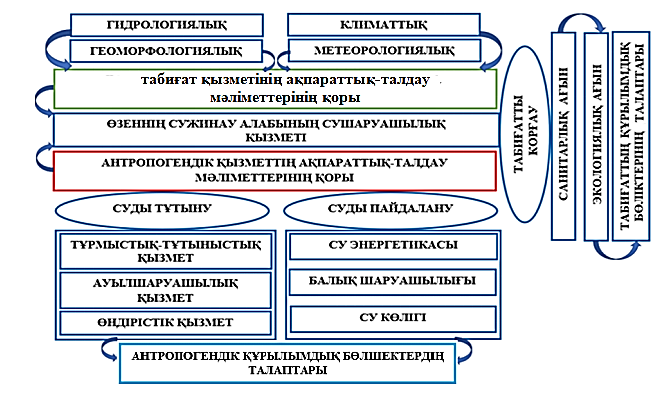 ГИДРОЛОГИЯЛЫҚ
КЛИМАТТЫҚ
ГЕОМОРФОЛОГИЯЛЫҚ
МЕТЕОРОЛОГИЯЛЫҚ
табиғат қызметінің ақпараттық-талдау
мәліметтерінің қоры
ӨЗЕННІҢ СУЖИНАУ АЛАБЫНЫҢ СУШАРУАШЫЛЫҚ
ҚЫЗМЕТІ
АНТРОПОГЕНДІК ҚЫЗМЕТТІҢ АҚПАРАТТЫҚ-ТАЛДАУ
МӘЛІМЕТТЕРІНІҢ ҚОРЫ
ТАБИҒАТТЫ
ҚОРҒАУ
САНИТАРЛЫҚ АҒЫН
ЭКОЛОГИЯЛЫҚ АҒЫН
ТАБИҒАТТЫҢ ҚҰРЫЛЫМДЫҚ
БӨЛІКТЕРІНІҢ ТАЛАПТАРЫ
СУДЫ ТҰТЫНУ
СУДЫ ПАЙДАЛАНУ
ТҰРМЫСТЫҚ-ТҰТЫНЫСТЫҚ
ҚЫЗМЕТ
АУЫЛШАРУАШЫЛЫҚ
ҚЫЗМЕТ
ӨНДІРІСТІК ҚЫЗМЕТ
СУ ЭНЕРГЕТИКАСЫ
БАЛЫҚ ШАРУАШЫЛЫҒЫ
СУ КӨЛІГІ
АНТРОПОГЕНДІК ҚҰРЫЛЫМДЫҚ БӨЛШЕКТЕРДІҢ
ТАЛАПТАРЫ